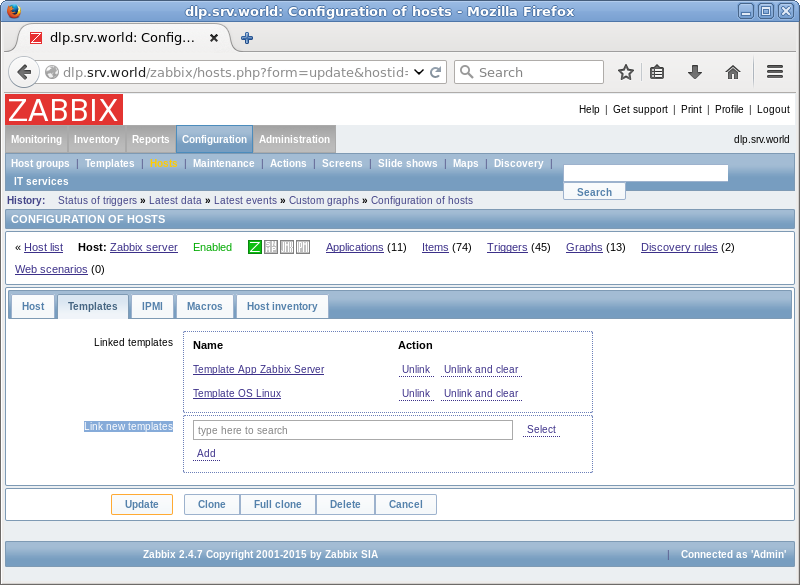 dlp.srv.world: Configuration of hosts - Mozilla Firefox
dlp.srv.world: Config...
dlp.srv.world/zabbix/hosts.php?form=update&hostid=
Search
ZABBIX
Help | Get support | Print | Profile | Logout
Monitoring Inventory Reports Configuration Administration
dlp.srv.world
Host groups | Templates | Hosts | Maintenance | Actions | Screens | Slide shows | Maps | Discovery |
IT services
Search
History: Status of triggers » Latest data » Latest events » Custom graphs » Configuration of hosts
CONFIGURATION OF HOSTS
« Host list Host: Zabbix server Enabled Applications (11) Items (74) Triggers (45) Graphs (13) Discovery rules (2)
Web scenarios (0)
Host Templates IPMI Macros Host inventory
Linked templates
Name Action
Template App Zabbix Server Unlink Unlink and clear
Template OS Linux Unlink Unlink and clear
Link new templates
type here to search Select
Add
Update Clone Full clone Delete Cancel
Zabbix 2.4.7 Copyright 2001-2015 by Zabbix SIA
| Connected as 'Admin'